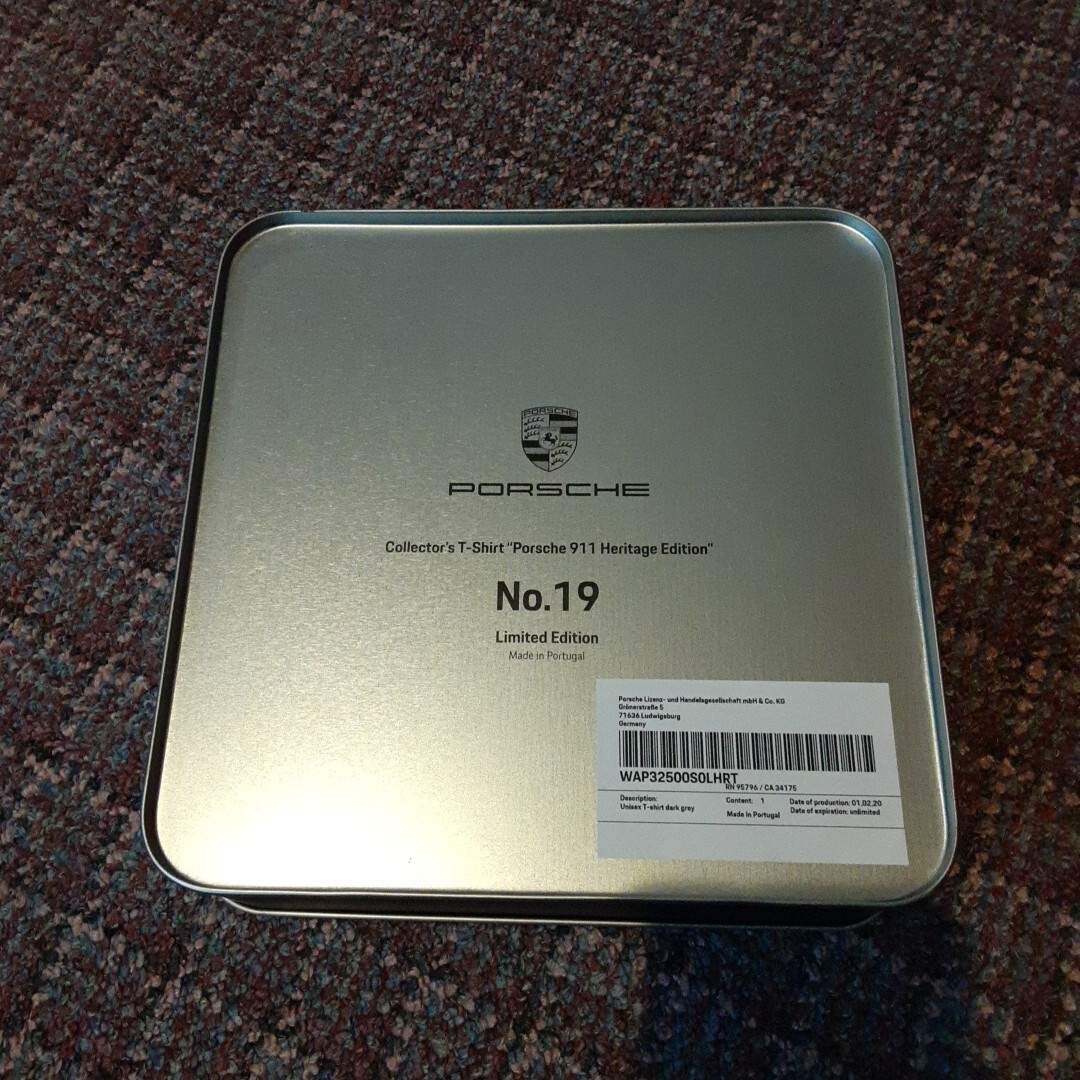 PORSCHE
PORSCHE
Collector's T-Shirt "Porsche 911 Heritage Edition"
No.19
Limited Edition
Made in Portugal
Porsche Lizenz- und Handelsgesellschaft mbH & Co. KG
Grönerstraße 5
71636 Ludwigsburg
Germany
WAP32500S0LHRT
RN 95796 / CA 34175
Description:
Unisex T-shirt dark grey
Content: 1
Made in Portugal
Date of production: 01.02.20
Date of expiration: unlimited